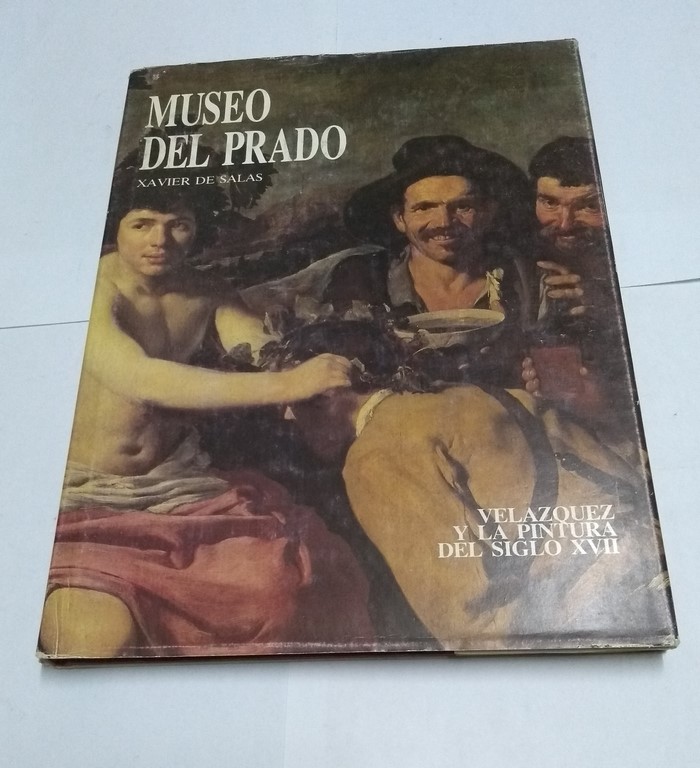 MUSEO
DEL PRADO
XAVIER DE SALAS
VELAZQUEZ
Y LA PINTURA
DEL SIGLO XVII